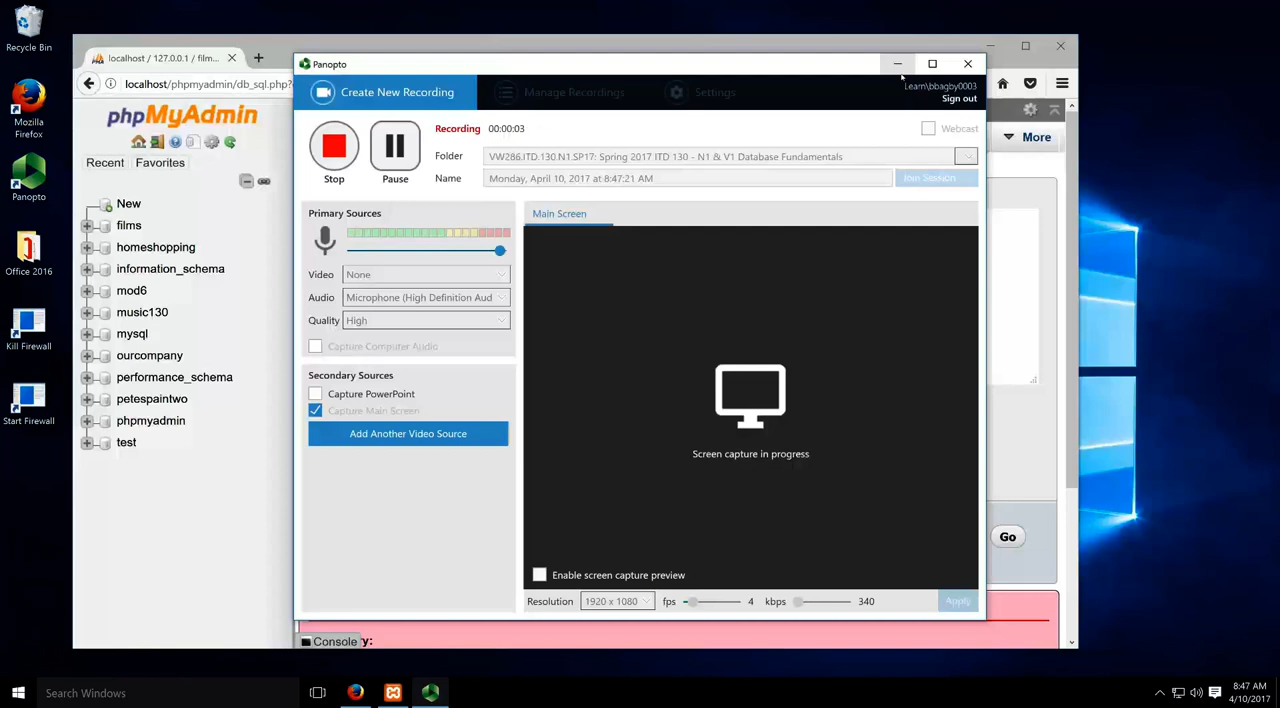 Recycle Bin
Mozilla
Firefox
Panopto
Office 2016
Kill Firewall
Start Firewall
localhost / 127.0.0.1 / film...
localhost/phpmyadmin/db_sql.php?
phpMyAdmin
Recent
Favorites
New
films
homeshopping
information_schema
mod6
music130
mysql
ourcompany
performance_schema
petespaintwo
phpmyadmin
test
Panopto
Create New Recording
Manage Recordings
Settings
Learn\bbagby0003
Sign out
Stop
Pause
Recording 00:00:03
Webcast
Folder
VW286.ITD.130.N1.SP17: Spring 2017 ITD 130 - N1 & V1 Database Fundamentals
Name
Monday, April 10, 2017 at 8:47:21 AM
Join Session
Primary Sources
Video
None
Audio
Microphone (High Definition Aud
Quality
High
Capture Computer Audio
Secondary Sources
Capture PowerPoint
Capture Main Screen
Add Another Video Source
Main Screen
Screen capture in progress
Enable screen capture preview
Resolution
1920 x 1080
fps
4
kbps
340
Apply
More
Go
Console
y:
Search Windows
8:47 AM
4/10/2017